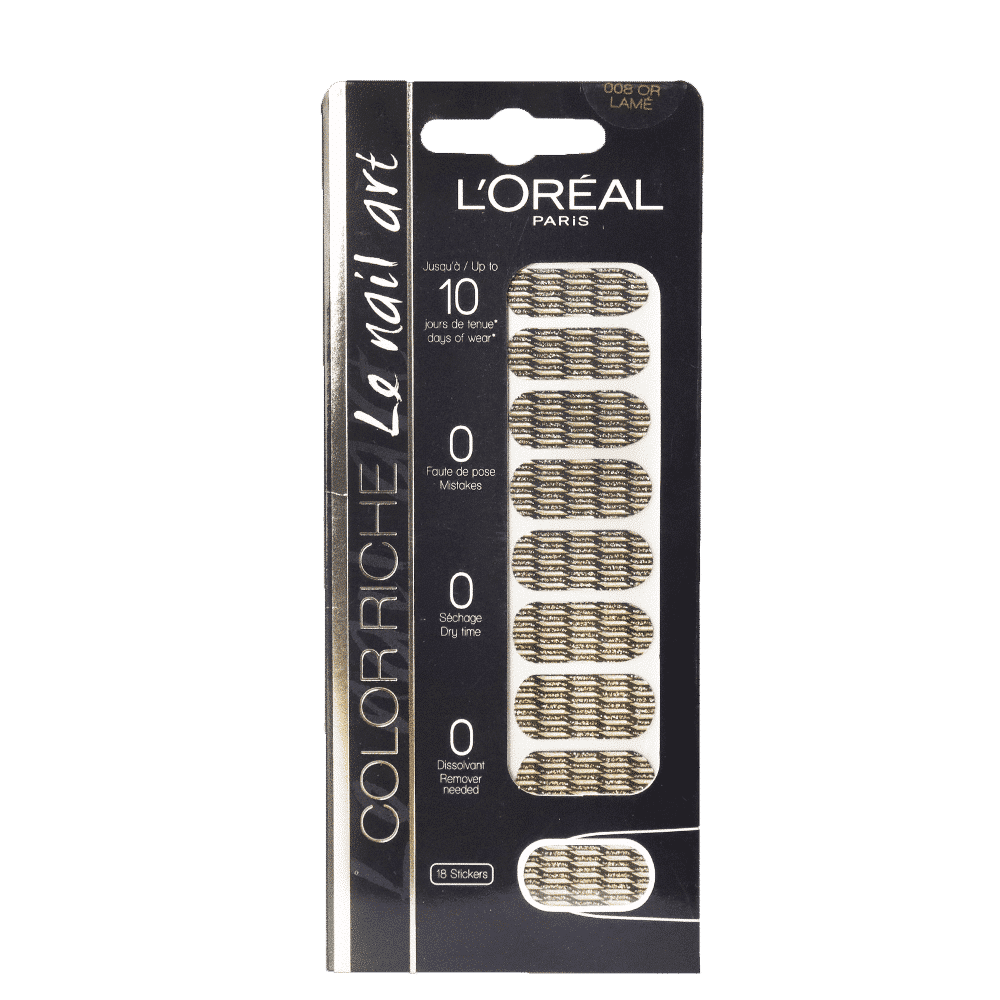 008 OR
LAMÉ
L'ORÉAL
PARiS
COLOR RICHE Le nail art
Jusqu'à / Up to
10
jours de tenue*
days of wear*
0
Faute de pose
Mistakes
0
Séchage
Dry time
0
Dissolvant
Remover
needed
18 Stickers